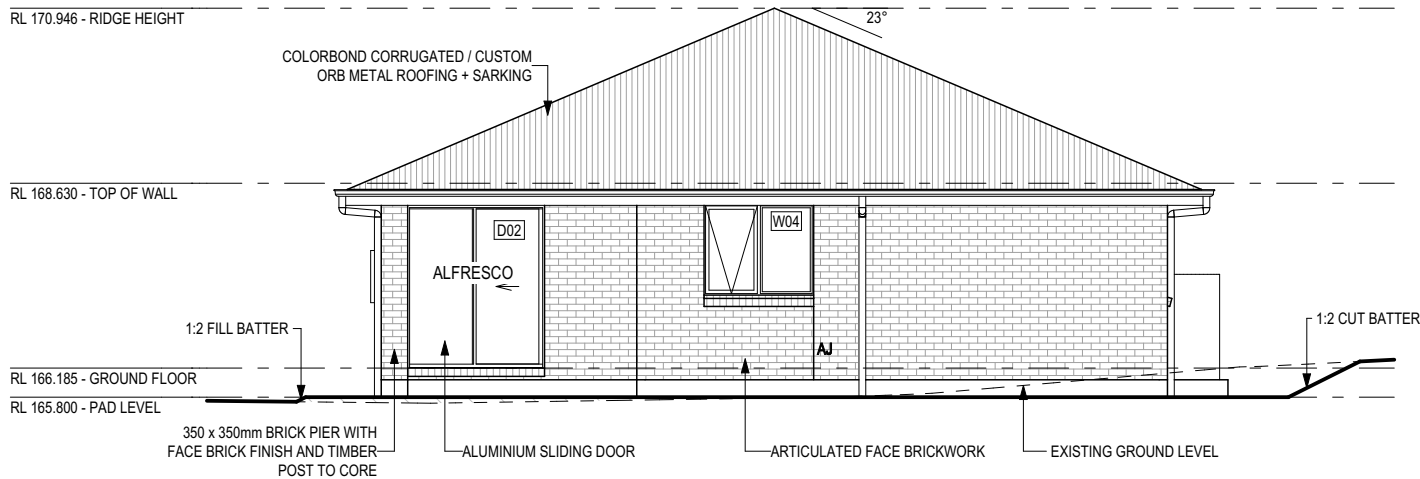 RL 170.946 - RIDGE HEIGHT
23°
COLORBOND CORRUGATED / CUSTOM
ORB METAL ROOFING + SARKING
RL 168.630 - TOP OF WALL
D02
W04
ALFRESCO
1:2 FILL BATTER
1:2 CUT BATTER
AJ
RL 166.185 - GROUND FLOOR
RL 165.800 - PAD LEVEL
350 x 350mm BRICK PIER WITH
FACE BRICK FINISH AND TIMBER
POST TO CORE
ALUMINIUM SLIDING DOOR
ARTICULATED FACE BRICKWORK
EXISTING GROUND LEVEL